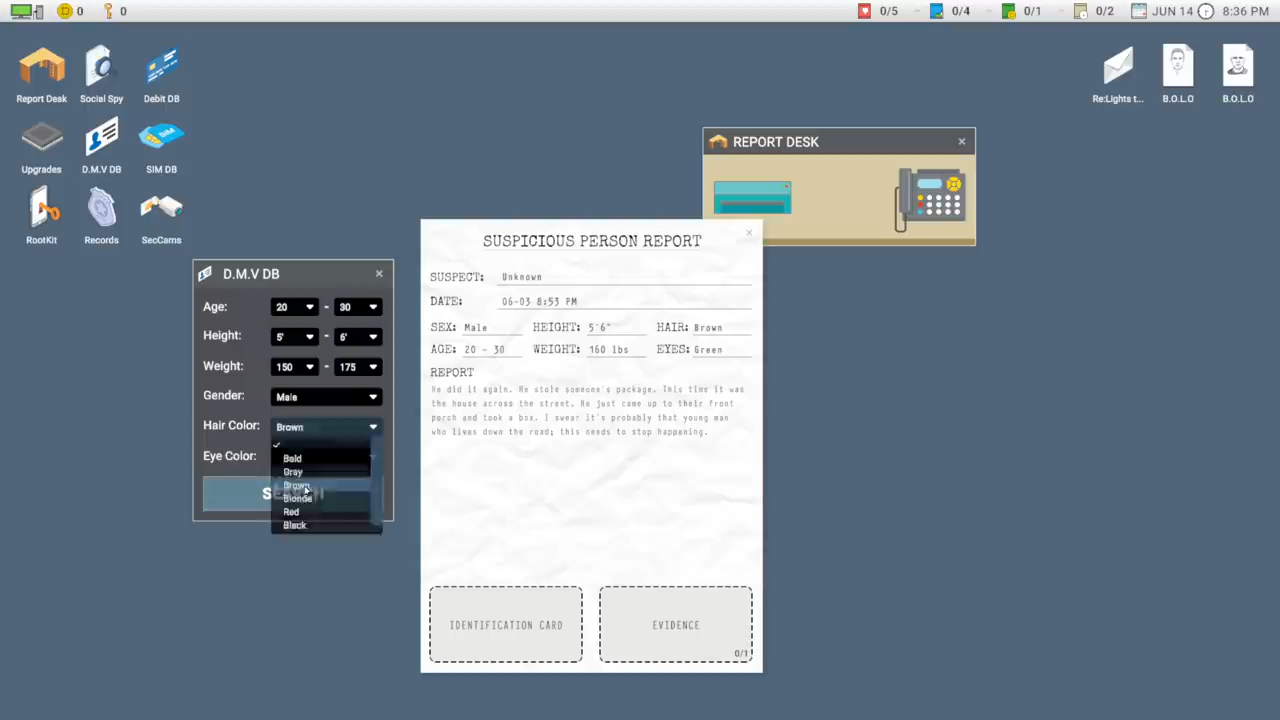 0 0 0/5 0/4 0/1 0/2 JUN 14 8:36 PM
Report Desk Social Spy Debit DB Re:Lights t... B.O.L.O B.O.L.O
Upgrades D.M.V DB SIM DB
RootKit Records SecCams
REPORT DESK ×
D.M.V DB ×
Age: 20 - 30
Height: 5' - 6'
Weight: 150 - 175
Gender: Male
Hair Color: Brown
Eye Color:
Bald
Gray
Brown
Blonde
Red
Black
SUSPICIOUS PERSON REPORT ×
SUSPECT: Unknown
DATE: 06-03 8:53 PM
SEX: Male HEIGHT: 5'6" HAIR: Brown
AGE: 20 - 30 WEIGHT: 160 lbs EYES: Green
REPORT
He did it again. He stole someone's package. This time it was
the house across the street. He just came up to their front
porch and took a box. I swear it's probably that young man
who lives down the road; this needs to stop happening.
IDENTIFICATION CARD EVIDENCE
0/1